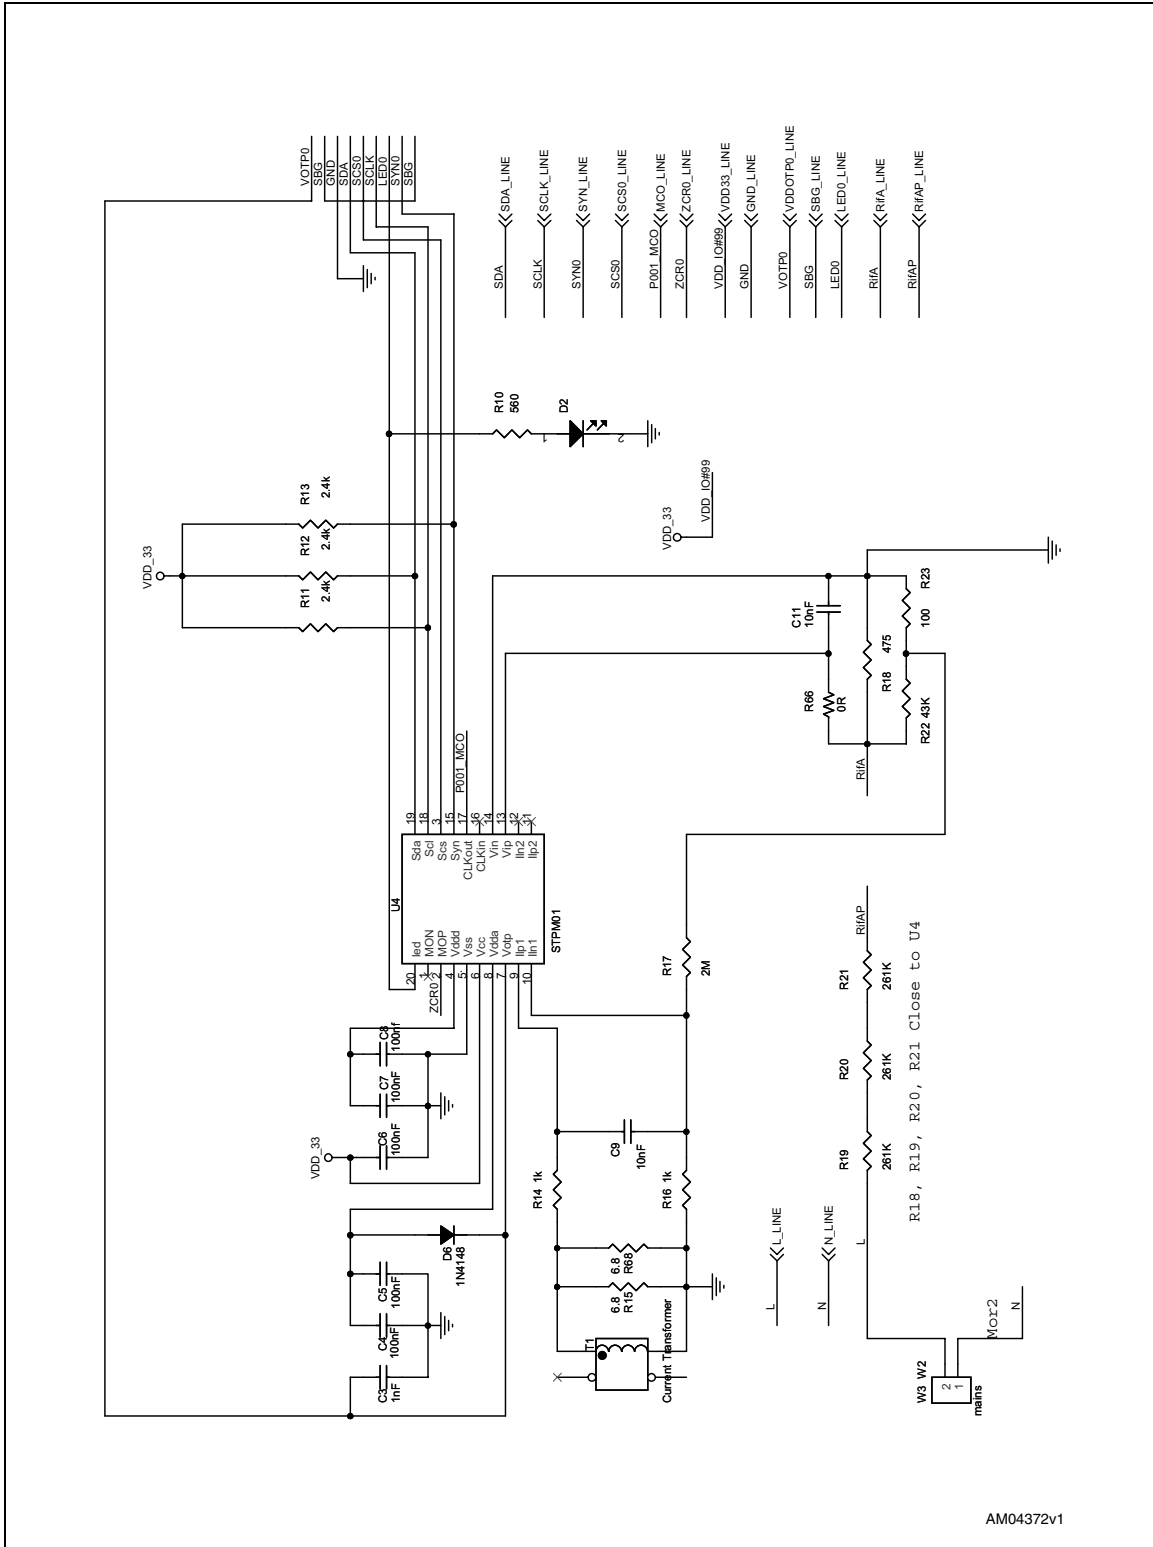 VOTP0
SBG
GND
SDA
SCS0
SCLK
LED0
SYN0
SBG
SDA
SDA_LINE
SCLK
SCLK_LINE
SYN0
SYN_LINE
SCS0
SCS0_LINE
P001_MCO
MCO_LINE
ZCR0
ZCR0_LINE
VDD_IO#99
VDD33_LINE
GND
GND_LINE
VOTP0
VDDOTP0_LINE
SBG
SBG_LINE
LED0
LED0_LINE
RifA
RifA_LINE
RifAP
RifAP_LINE
R10
560
D2
1
2
VDD_33
R13
2.4k
R12
2.4k
R11
2.4k
VDD_33
VDD_IO#99
C11
10nF
R66
0R
475
R18
R23
100
R22 43K
RifA
P001_MCO
U4
STPM01
19 Sda
18 Scl
3 Scs
15 Syn
17 CLKout
16 CLKin
14 Vin
13 Vip
12 IIn2
11 IIp2
20 led
1 MON
2 MOP
4 Vddd
5 Vss
6 Vcc
8 Vdda
7 Votp
9 IIp1
10 IIn1
ZCR0
R17
2M
C8
100nf
C7
100nF
C6
100nF
VDD_33
D6
1N4148
C5
100nF
C4
100nF
C3
1nF
R14 1k
C9
10nF
R16 1k
6.8
R68
6.8
R15
T1
Current Transformer
RifAP
R21
261K
R20
261K
R19
261K
R18, R19, R20, R21 Close to U4
L
L_LINE
N
N_LINE
L
Mor2
N
W3 W2
2
1
mains
AM04372v1